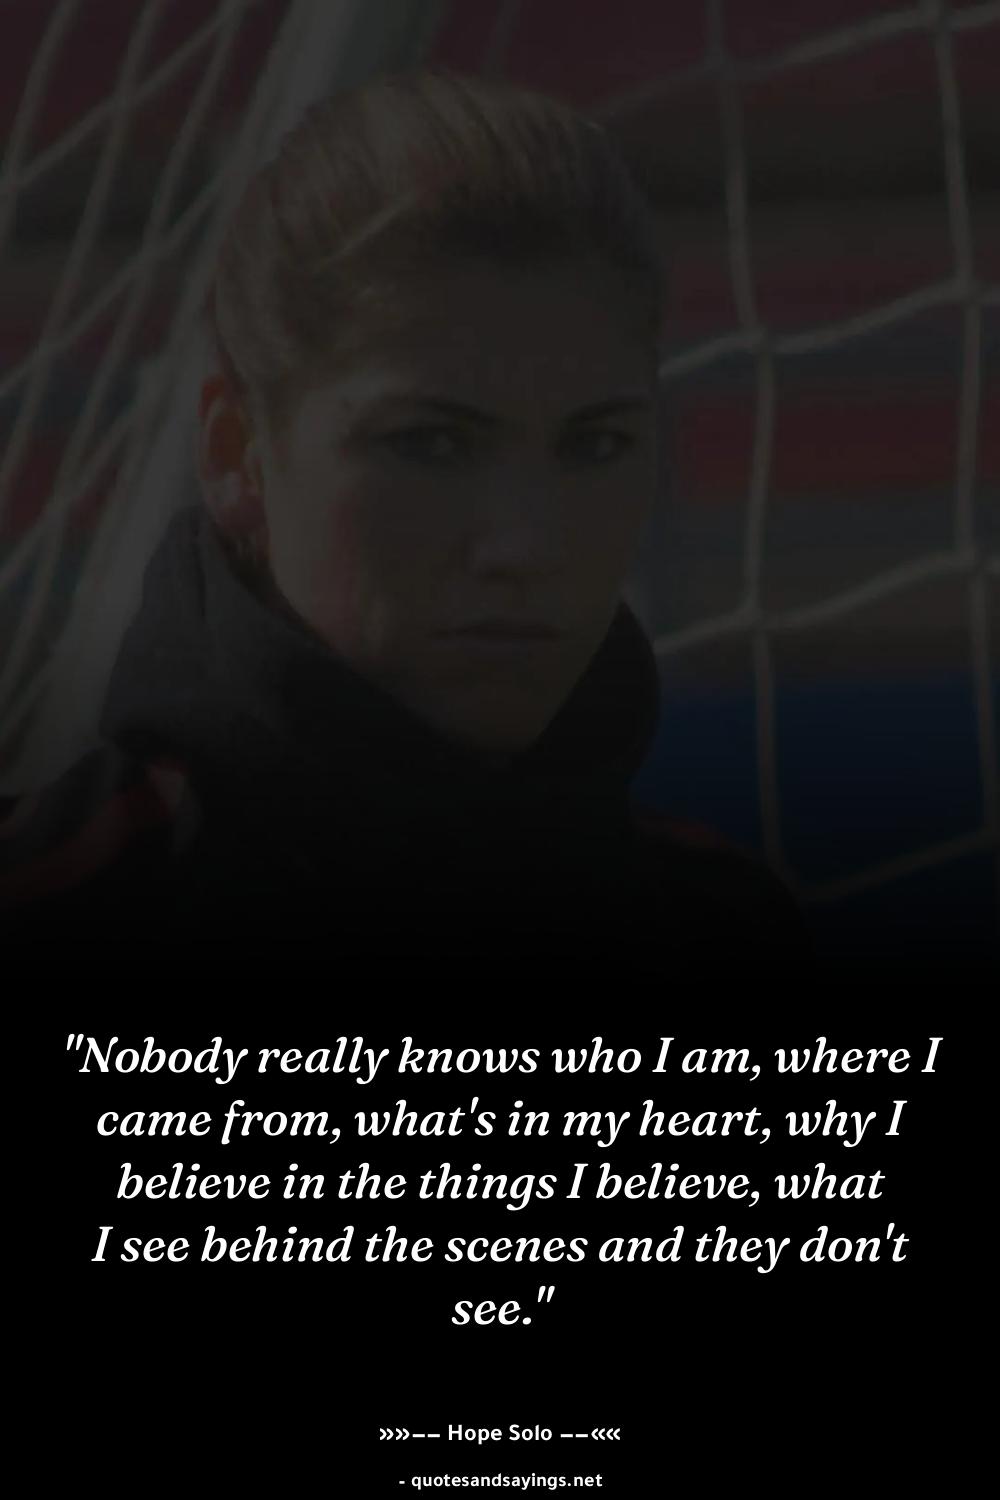 "Nobody really knows who I am, where I
came from, what's in my heart, why I
believe in the things I believe, what
I see behind the scenes and they don't
see."
»»–– Hope Solo ––««
- quotesandsayings.net